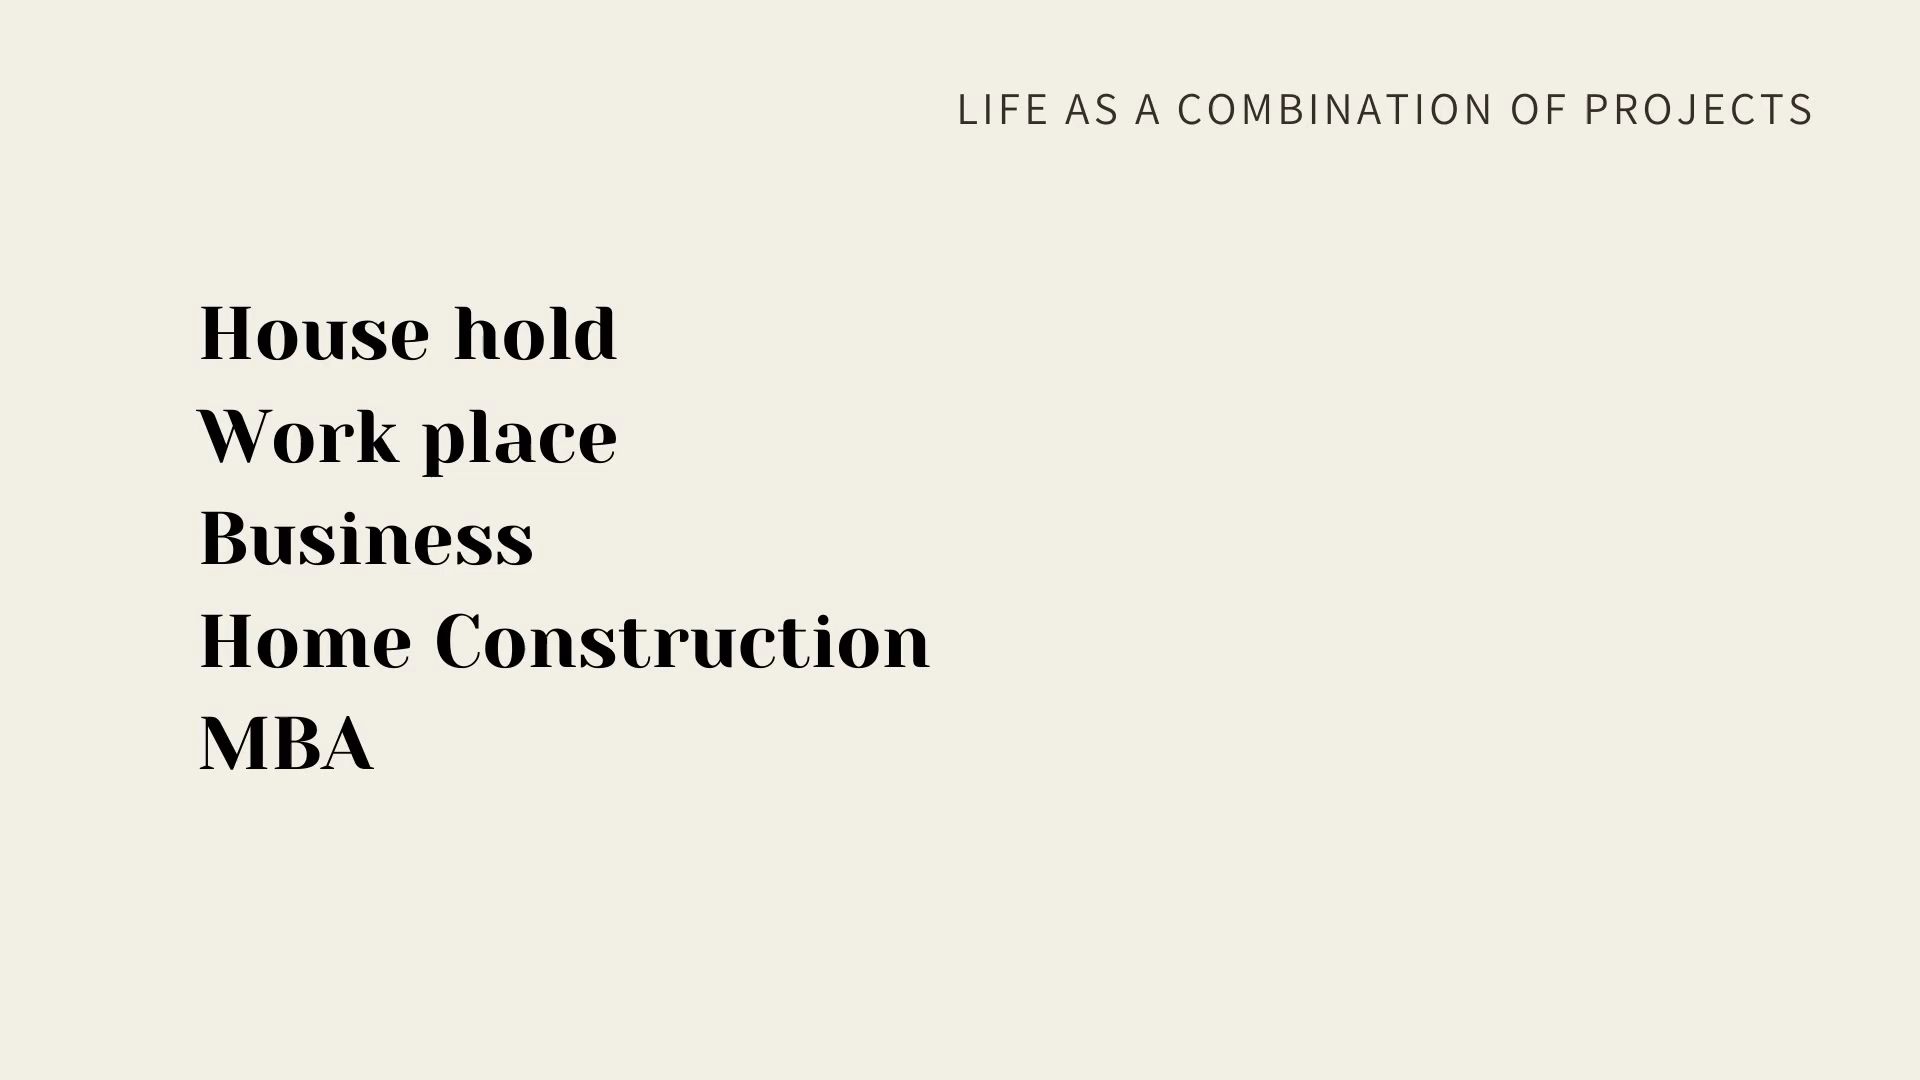 LIFE AS A COMBINATION OF PROJECTS
House hold
Work place
Business
Home Construction
MBA